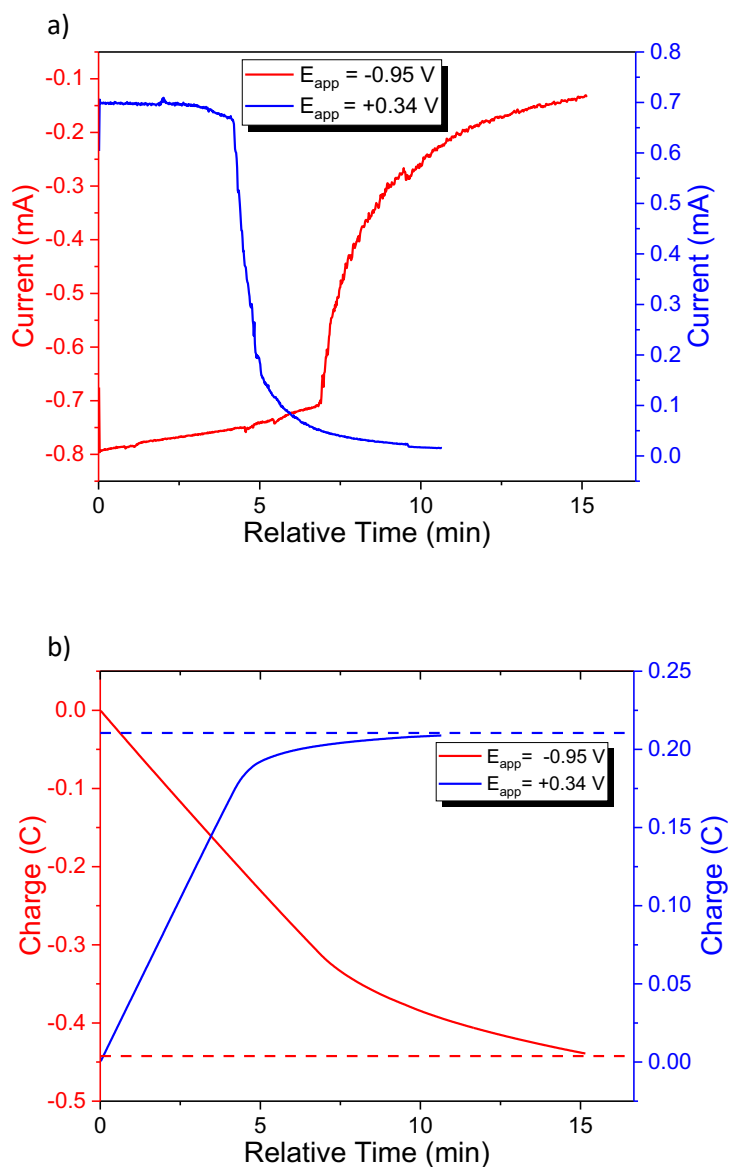 a)
E_app = -0.95 V
E_app = +0.34 V
Current (mA)
-0.1
-0.2
-0.3
-0.4
-0.5
-0.6
-0.7
-0.8
0.8
0.7
0.6
0.5
0.4
0.3
0.2
0.1
0.0
Current (mA)
0 5 10 15
Relative Time (min)
b)
E_app= -0.95 V
E_app= +0.34 V
Charge (C)
0.0
-0.1
-0.2
-0.3
-0.4
-0.5
0.25
0.20
0.15
0.10
0.05
0.00
Charge (C)
0 5 10 15
Relative Time (min)